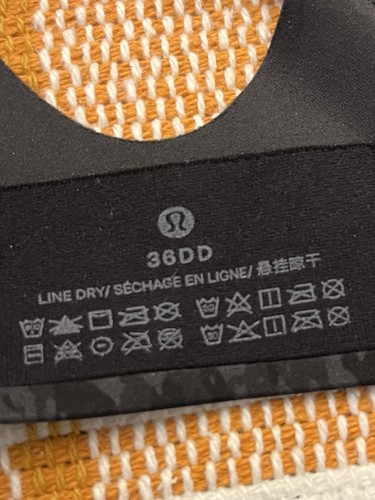 36DD
LINE DRY/ SÉCHAGE EN LIGNE/ 悬挂晾干